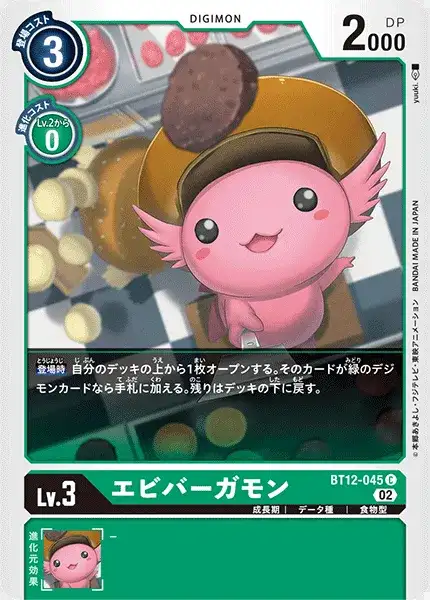 DIGIMON
登場コスト
3
DP
2000
進化コスト
Lv.2から
0
yuuki.
©本郷あきよし・フジテレビ・東映アニメーション BANDAI MADE IN JAPAN
登場時 自分のデッキの上から1枚オープンする。そのカードが緑のデジ
モンカードなら手札に加える。残りはデッキの下に戻す。
Lv.3
エビバーガモン
BT12-045 C
02
成長期 | データ種 | 食物型
進化元効果
-